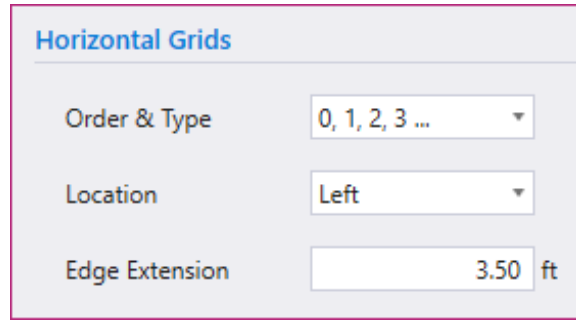 Horizontal Grids
Order & Type 0, 1, 2, 3 ...
Location Left
Edge Extension 3.50 ft